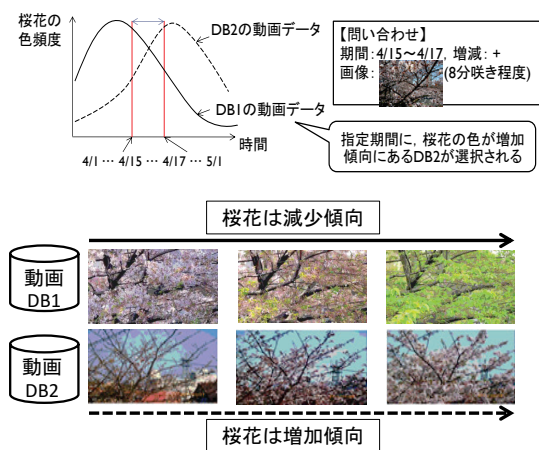 桜花の
色頻度
DB2の動画データ
DB1の動画データ
時間
4/1 … 4/15 … 4/17 … 5/1
【問い合わせ】
期間:4/15~4/17, 増減:+
画像:
(8分咲き程度)
指定期間に, 桜花の色が増加
傾向にあるDB2が選択される
桜花は減少傾向
動画
DB1
動画
DB2
桜花は増加傾向